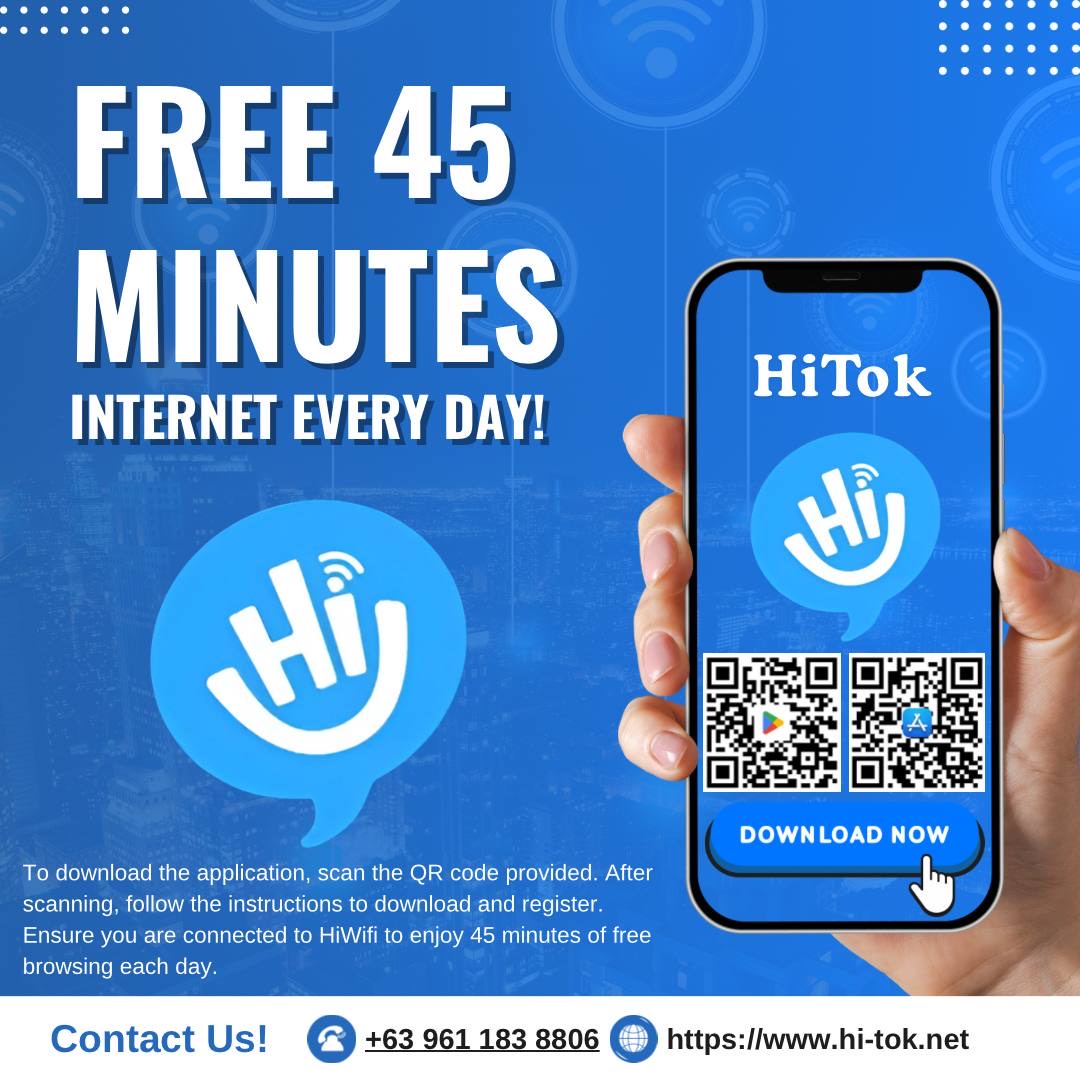 FREE 45
MINUTES
INTERNET EVERY DAY!
Hi
HiTok
Hi
DOWNLOAD NOW
To download the application, scan the QR code provided. After
scanning, follow the instructions to download and register.
Ensure you are connected to HiWifi to enjoy 45 minutes of free
browsing each day.
Contact Us!
+63 961 183 8806
https://www.hi-tok.net